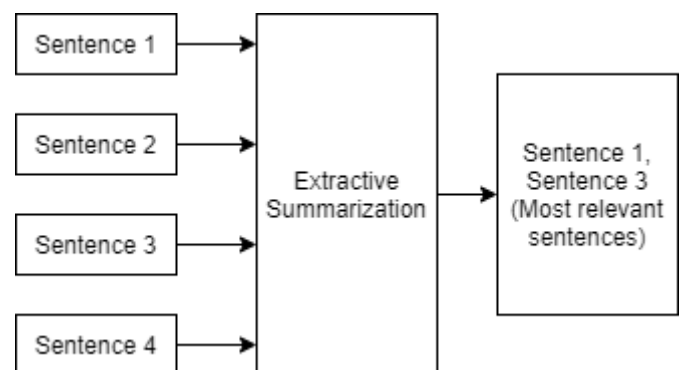 Sentence 1
Sentence 2
Sentence 3
Sentence 4
Extractive
Summarization
Sentence 1,
Sentence 3
(Most relevant
sentences)